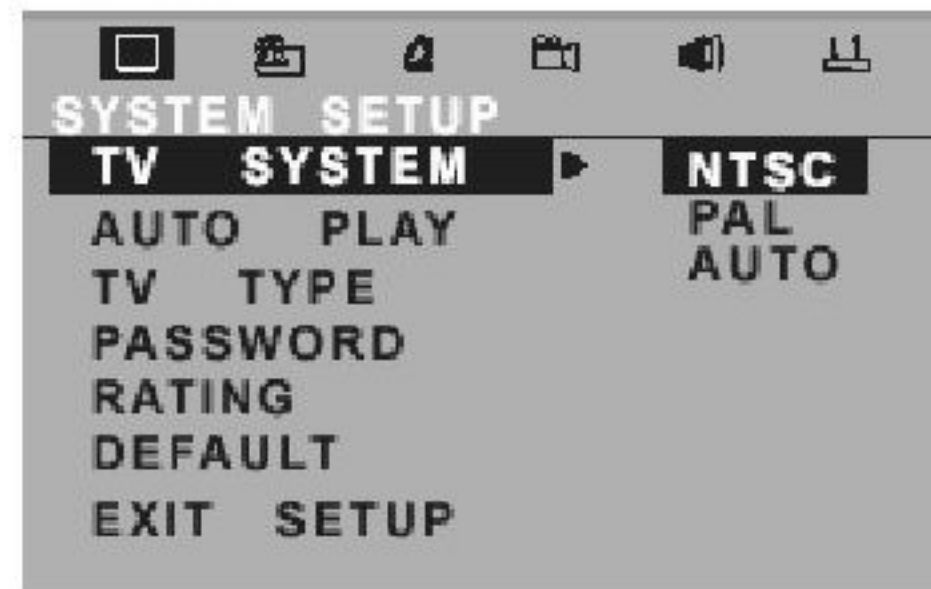 SYSTEM SETUP
TV SYSTEM
NTSC
PAL
AUTO
AUTO PLAY
TV TYPE
PASSWORD
RATING
DEFAULT
EXIT SETUP